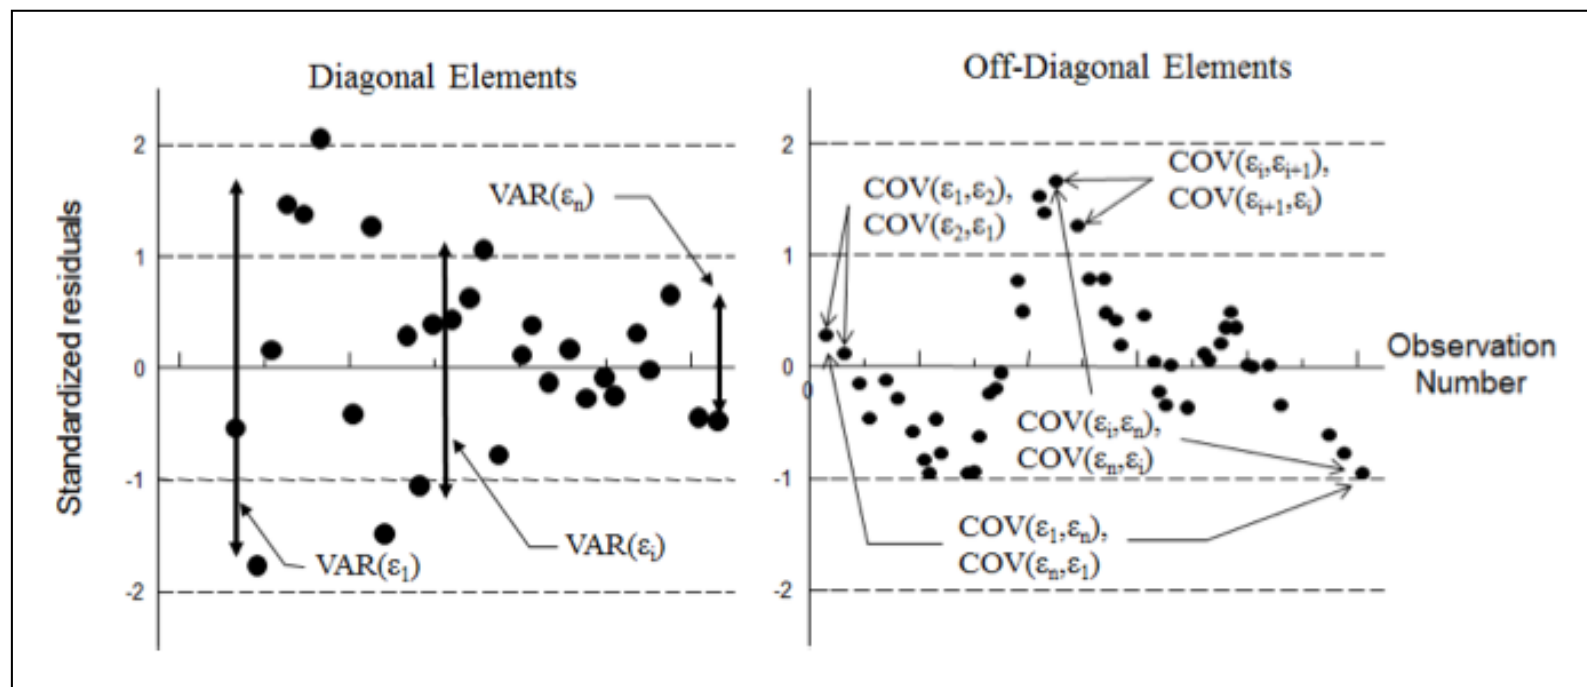 Diagonal Elements
Standardized residuals
2
1
0
-1
-2
VAR(εₙ)
VAR(ε₁)
VAR(εᵢ)
Off-Diagonal Elements
2
1
0
-1
-2
0
COV(ε₁,ε₂),
COV(ε₂,ε₁)
COV(εᵢ,εᵢ₊₁),
COV(εᵢ₊₁,εᵢ)
COV(εᵢ,εₙ),
COV(εₙ,εᵢ)
COV(ε₁,εₙ),
COV(εₙ,ε₁)
Observation
Number